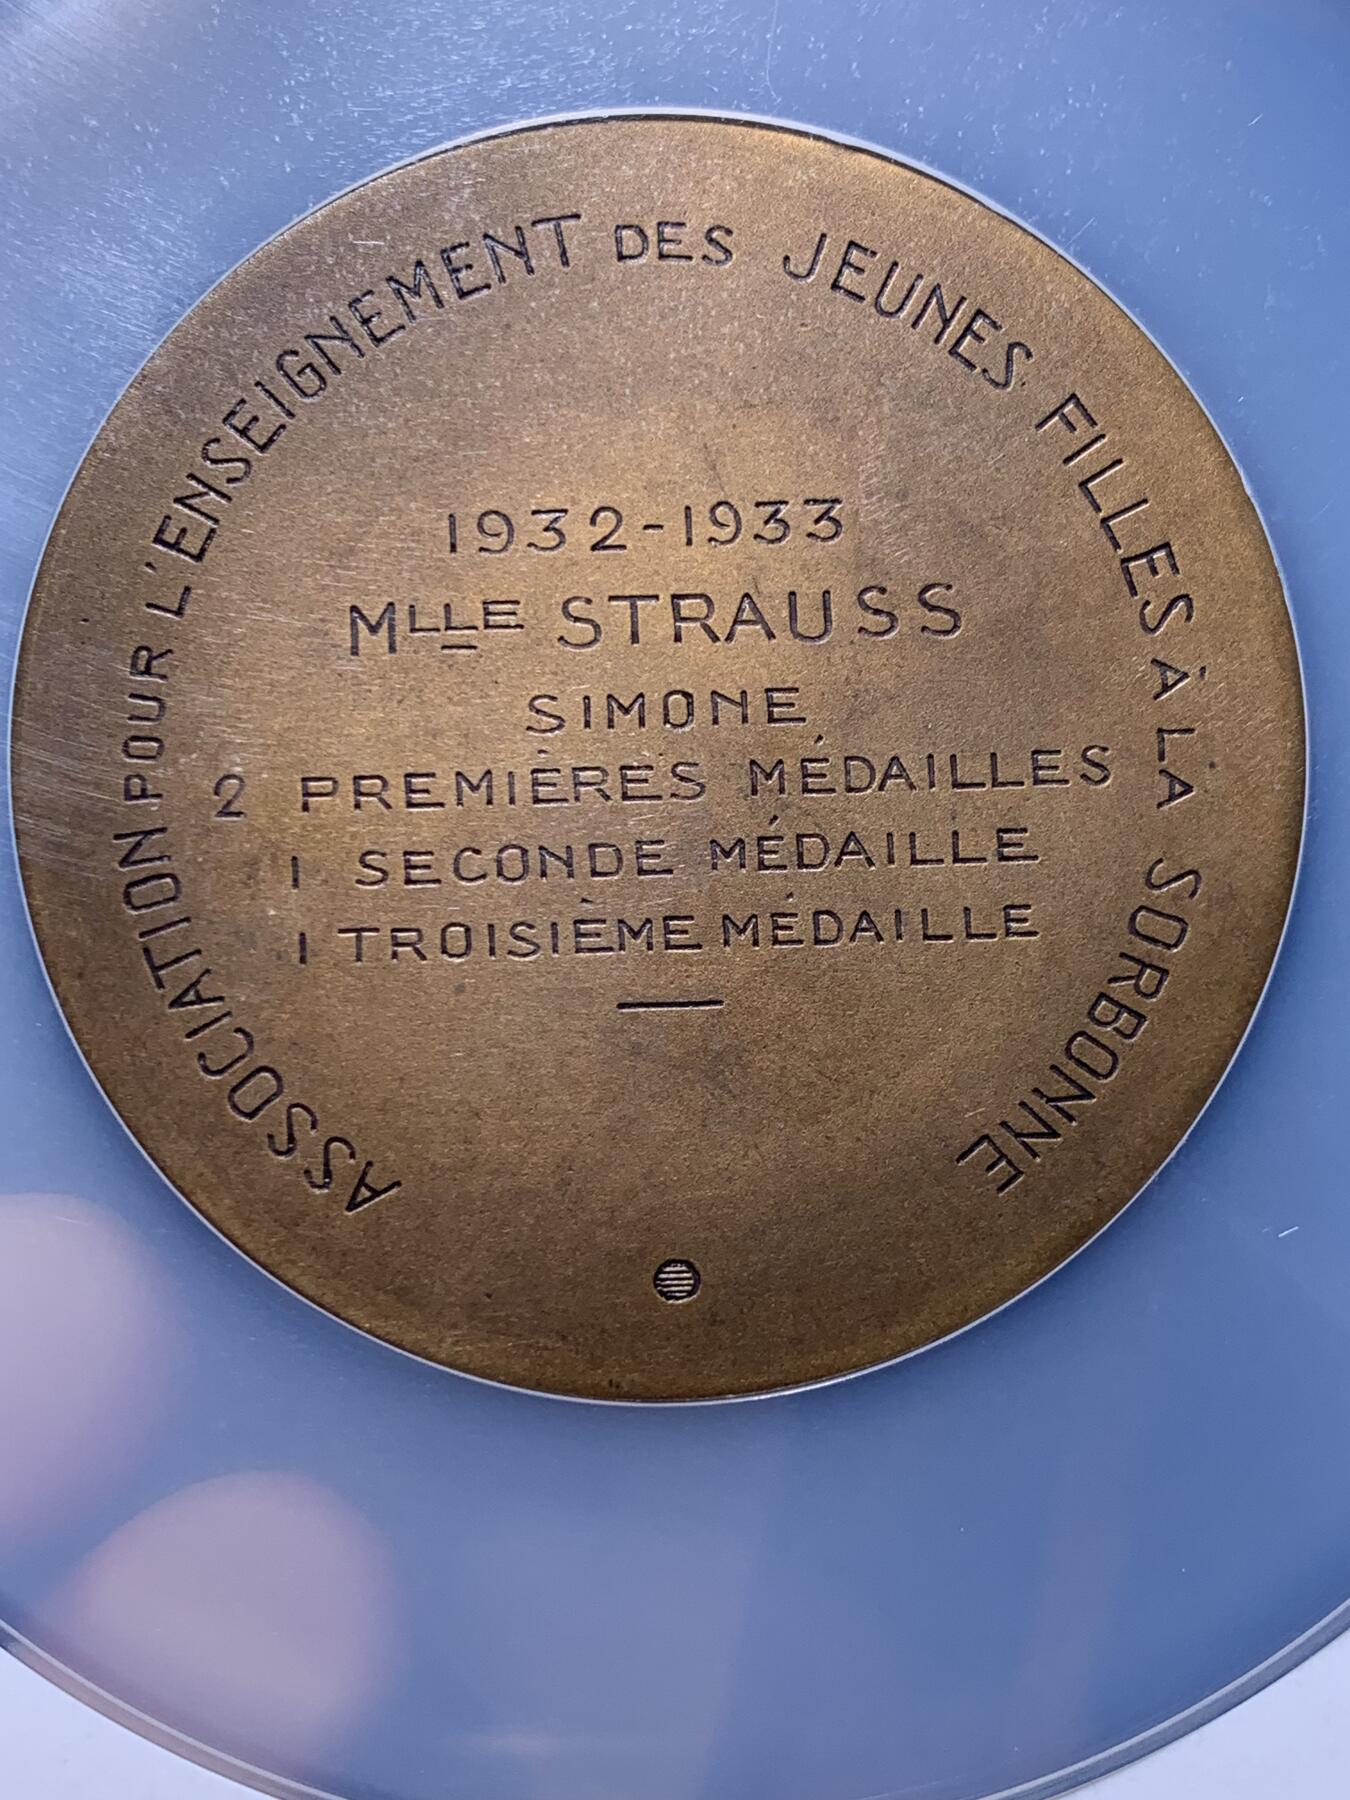 ASSOCIATION POUR L'ENSEIGNEMENT DES JEUNES FILLES À LA SORBONNE
1932-1933
MLLE STRAUSS
SIMONE
2 PREMIÈRES MÉDAILLES
1 SECONDE MÉDAILLE
1 TROISIÈME MÉDAILLE